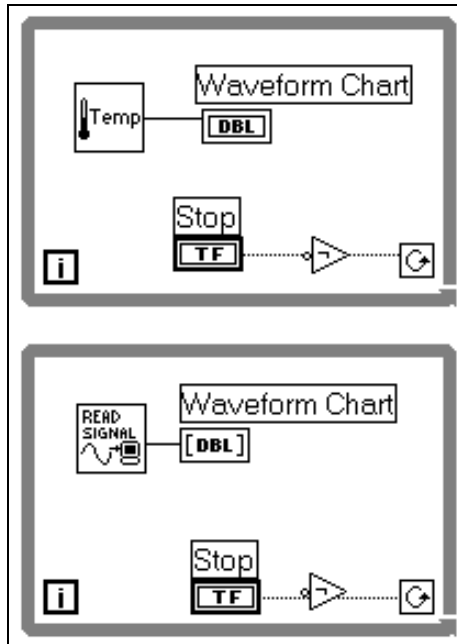 Waveform Chart
Temp
DBL
Stop
TF
i
READ
SIGNAL
Waveform Chart
[DBL]
Stop
TF
i